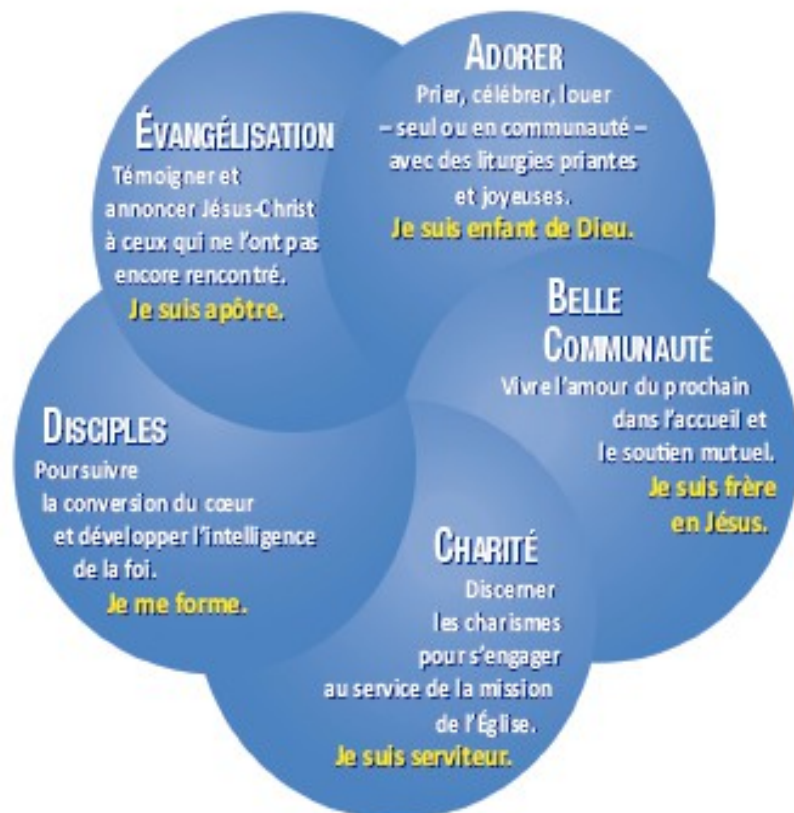 ADORER
Prier, célébrer, louer
– seul ou en communauté –
avec des liturgies priantes
et joyeuses.
Je suis enfant de Dieu.
BELLE
COMMUNAUTÉ
Vivre l'amour du prochain
dans l'accueil et
le soutien mutuel.
Je suis frère
en Jésus.
CHARITÉ
Discerner
les charismes
pour s'engager
au service de la mission
de l'Église.
Je suis serviteur.
DISCIPLES
Poursuivre
la conversion du cœur
et développer l'intelligence
de la foi.
Je me forme.
ÉVANGÉLISATION
Témoigner et
annoncer Jésus-Christ
à ceux qui ne l'ont pas
encore rencontré.
Je suis apôtre.